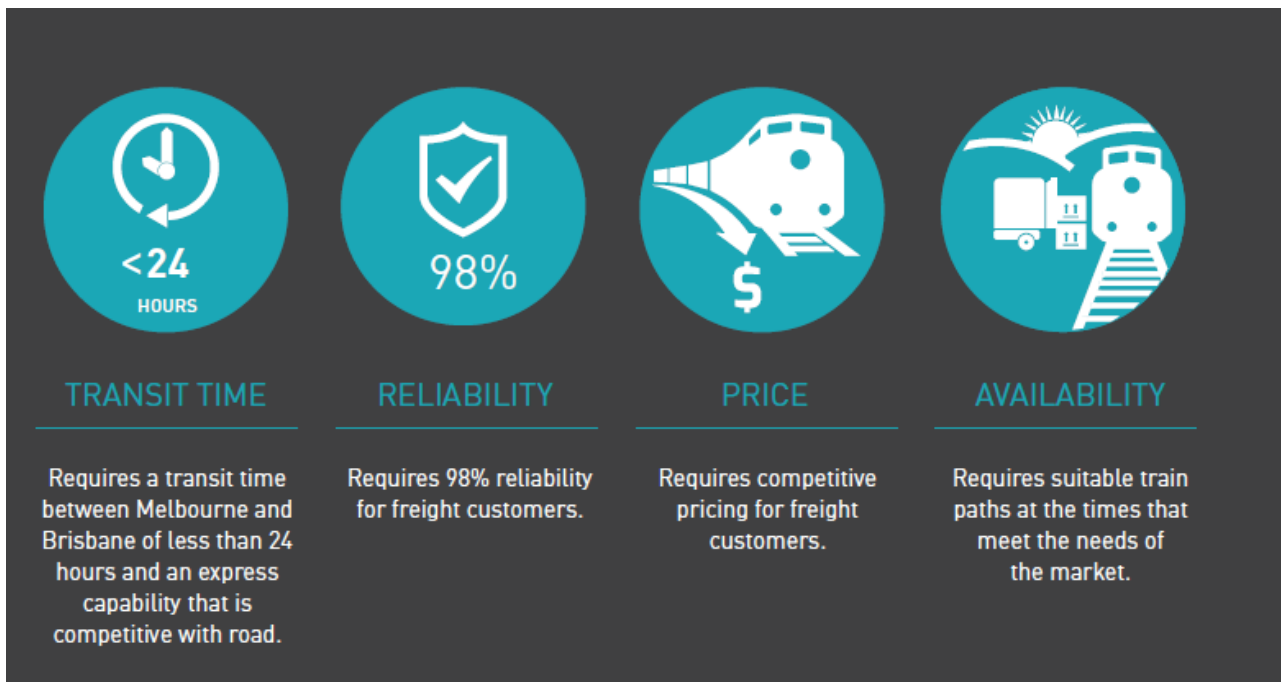 <24
HOURS
TRANSIT TIME
Requires a transit time
between Melbourne and
Brisbane of less than 24
hours and an express
capability that is
competitive with road.
98%
RELIABILITY
Requires 98% reliability
for freight customers.
$
PRICE
Requires competitive
pricing for freight
customers.
AVAILABILITY
Requires suitable train
paths at the times that
meet the needs of
the market.